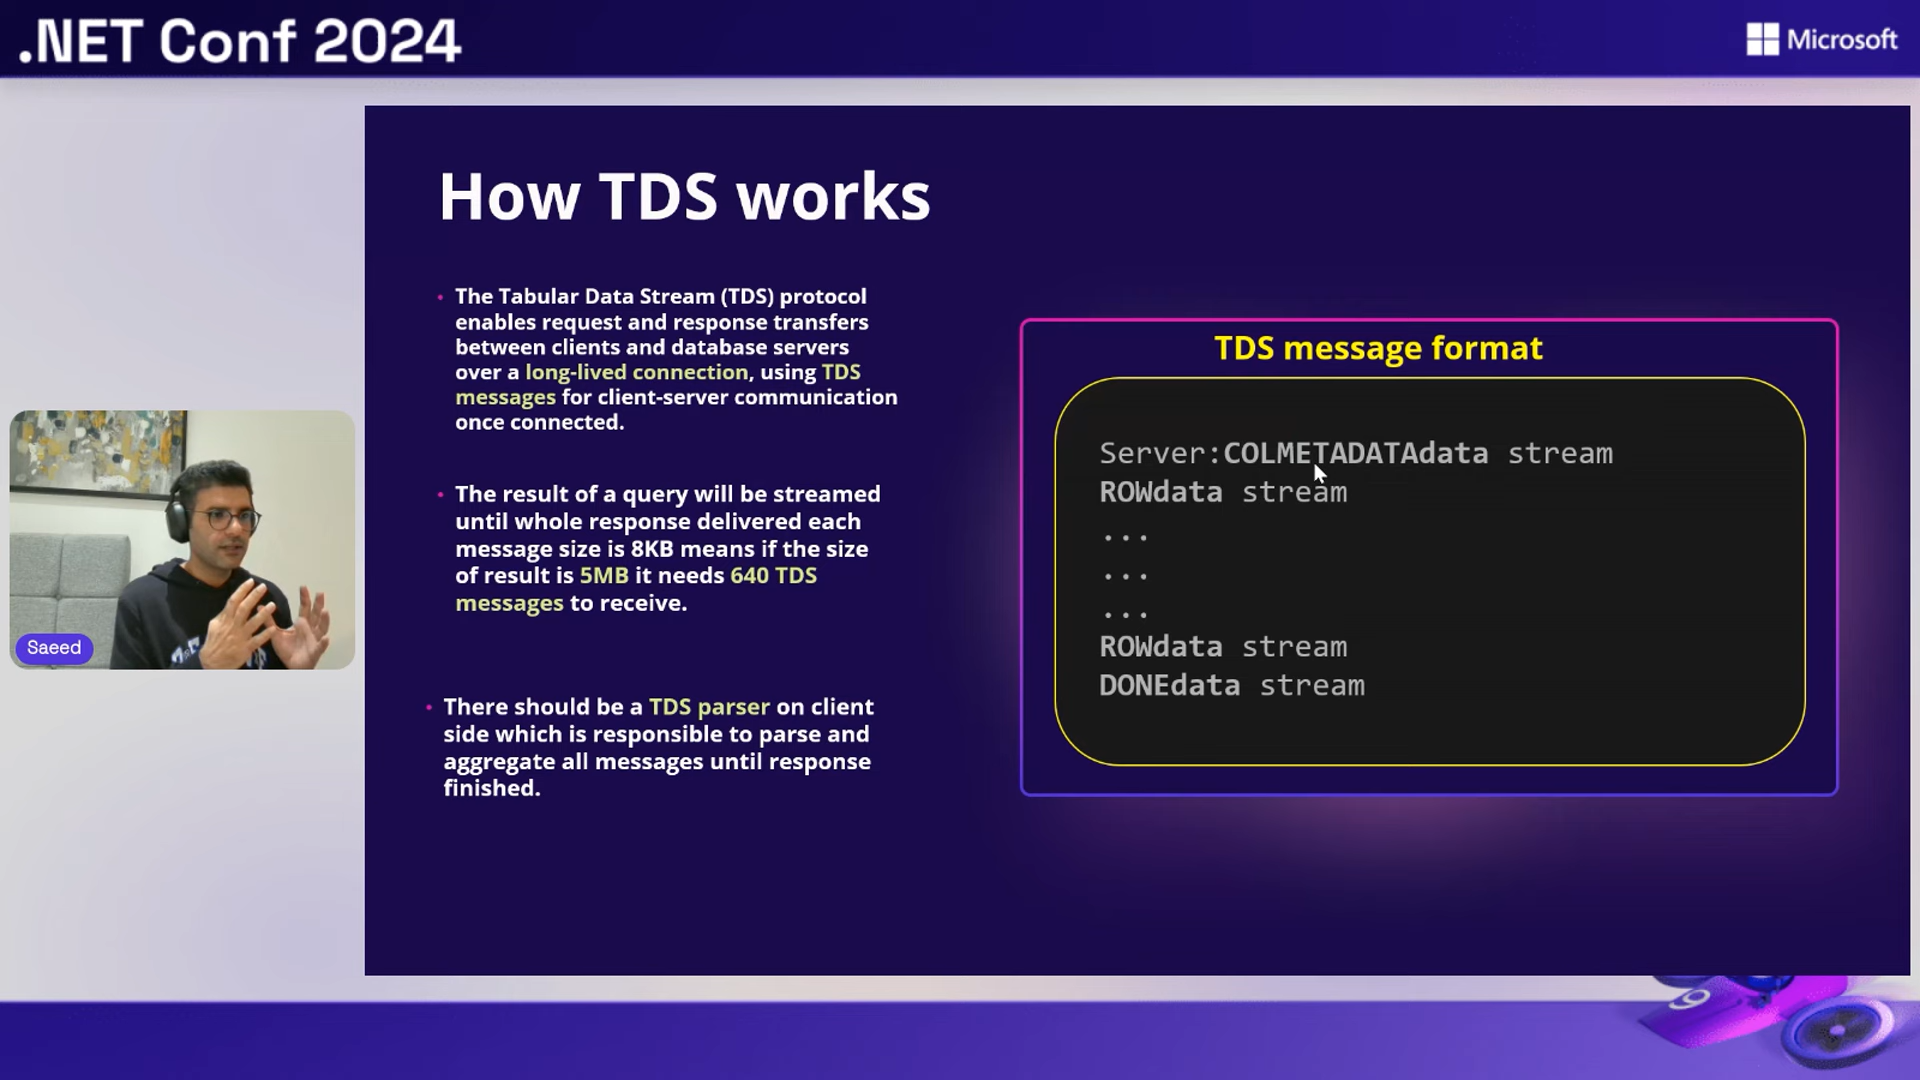 .NET Conf 2024
Microsoft
How TDS works
• The Tabular Data Stream (TDS) protocol
enables request and response transfers
between clients and database servers
over a long-lived connection, using TDS
messages for client-server communication
once connected.
• The result of a query will be streamed
until whole response delivered each
message size is 8KB means if the size
of result is 5MB it needs 640 TDS
messages to receive.
• There should be a TDS parser on client
side which is responsible to parse and
aggregate all messages until response
finished.
TDS message format
Server:COLMETADATAdata stream
ROWdata stream
...
...
...
ROWdata stream
DONEdata stream
Saeed
9